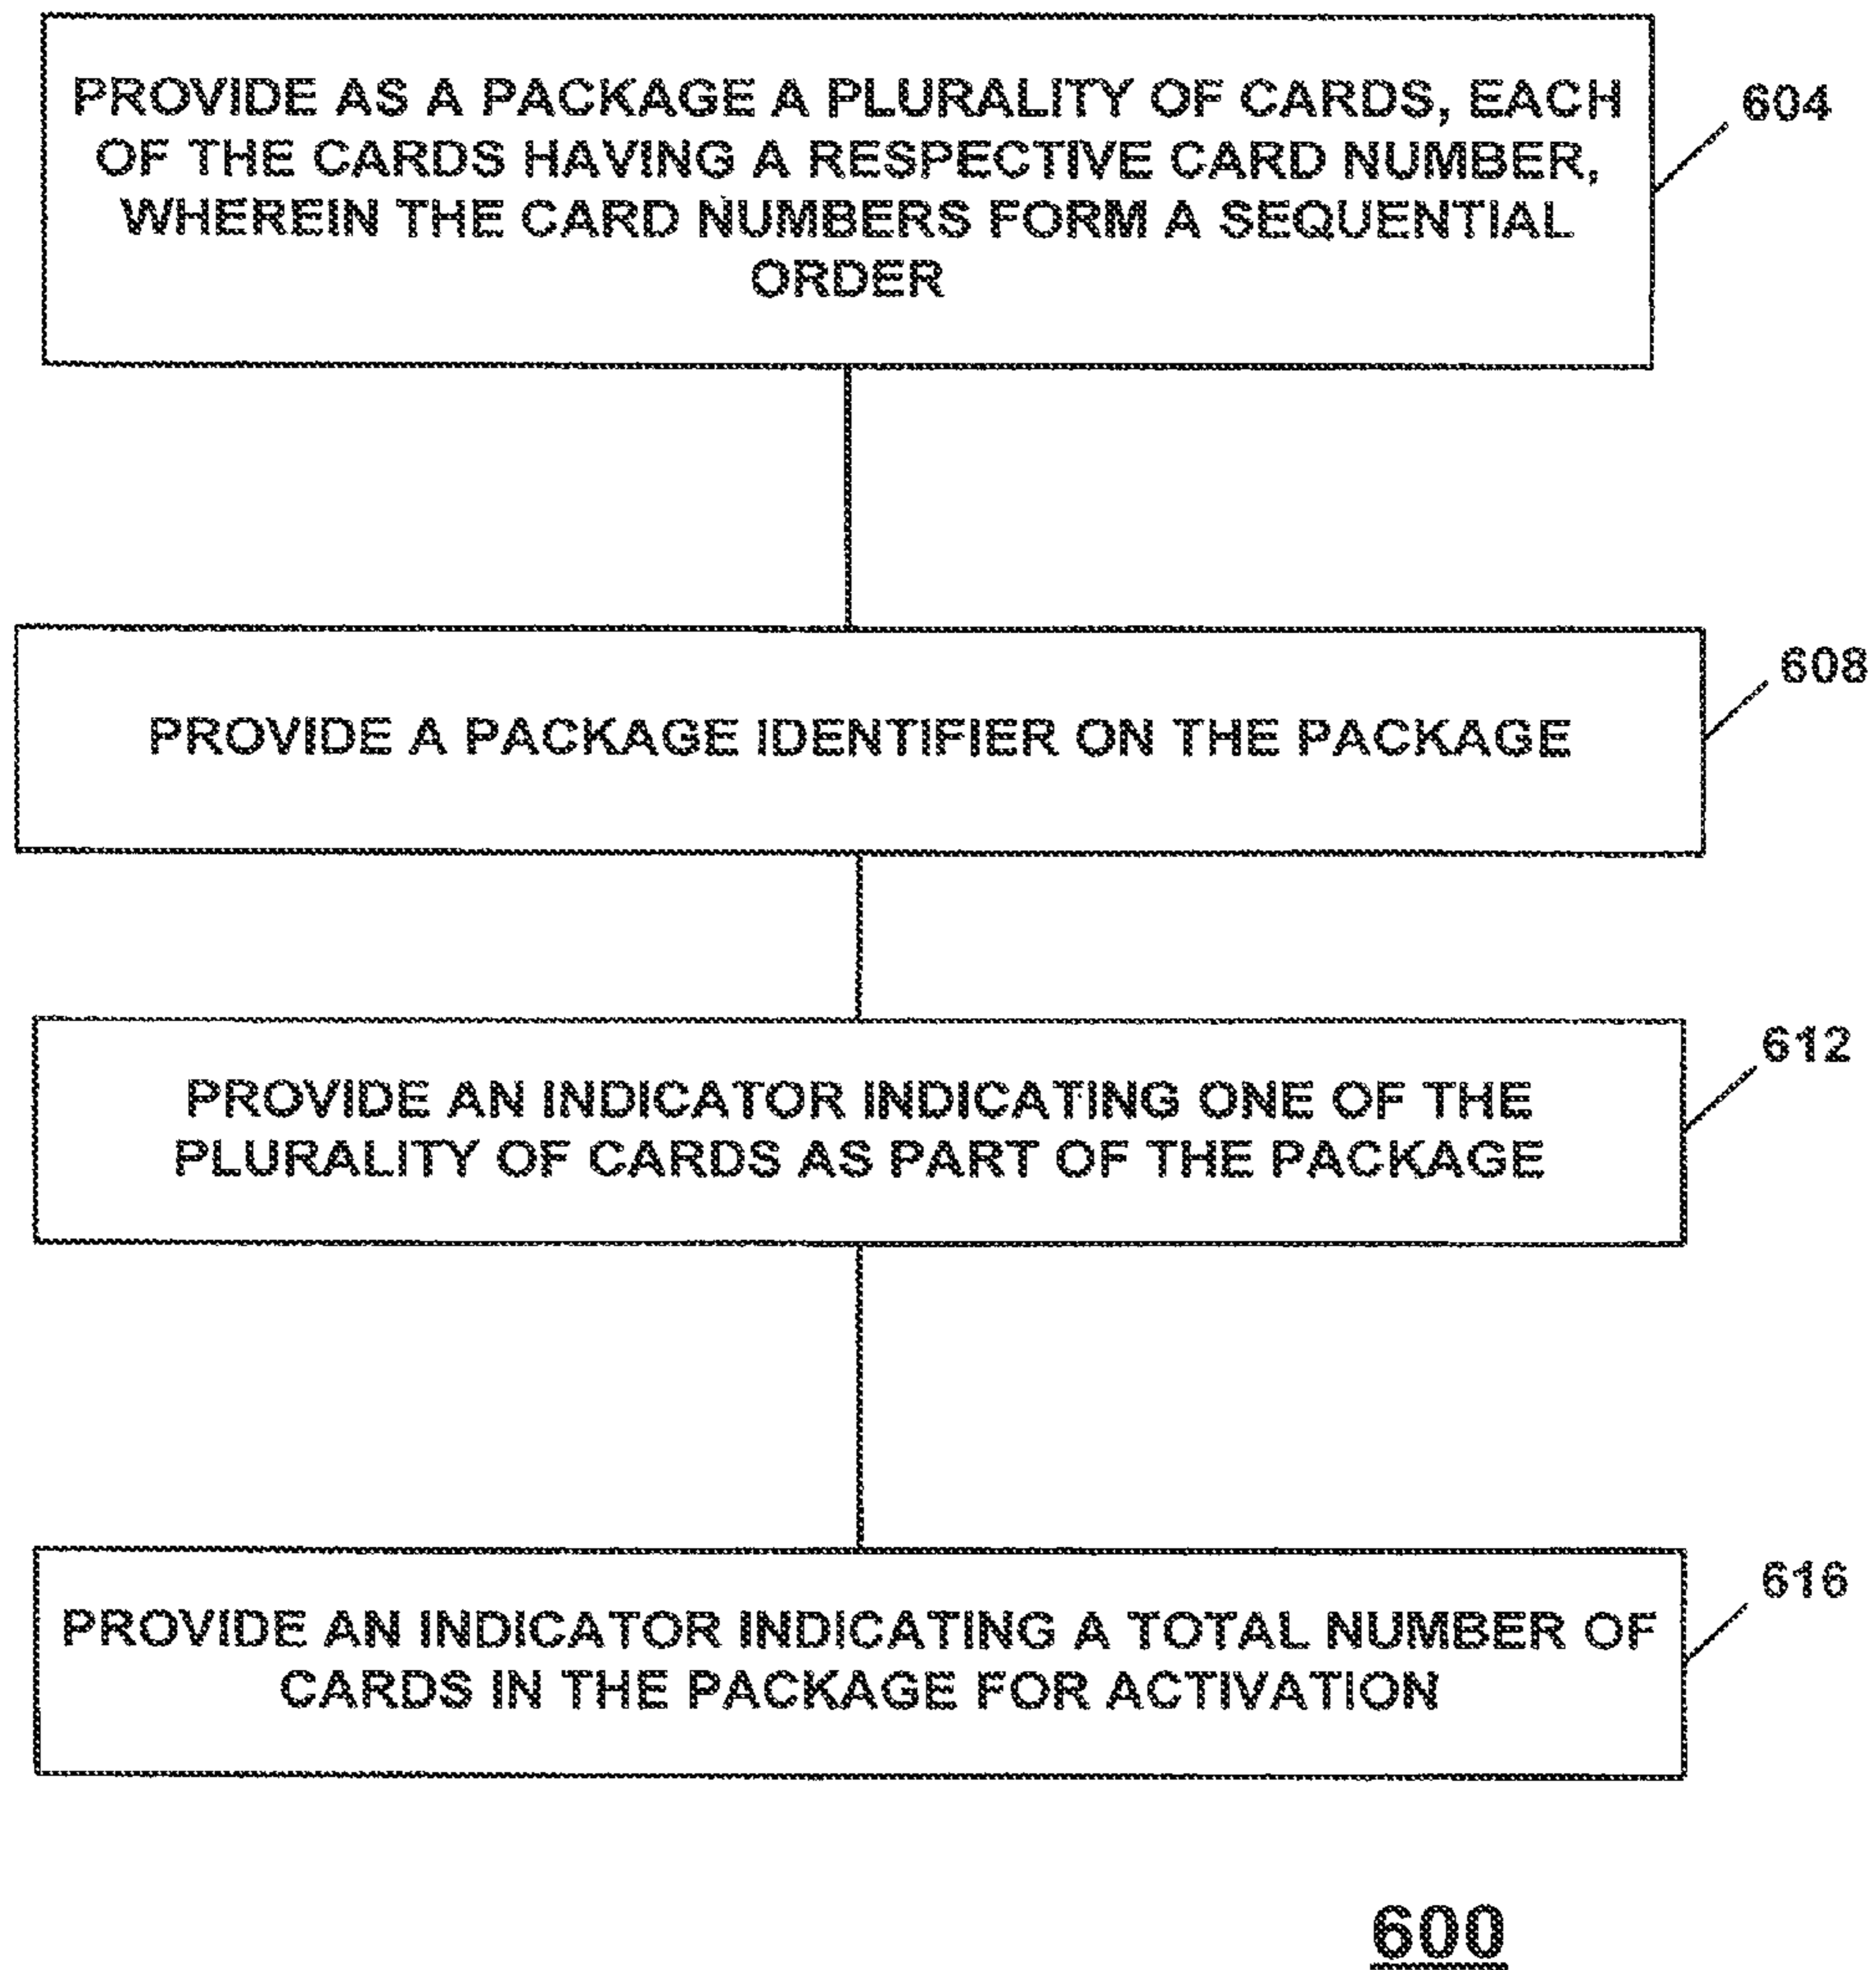 PROVIDE AS A PACKAGE A PLURALITY OF CARDS, EACH
OF THE CARDS HAVING A RESPECTIVE CARD NUMBER,
WHEREIN THE CARD NUMBERS FORM A SEQUENTIAL
ORDER
604
PROVIDE A PACKAGE IDENTIFIER ON THE PACKAGE
608
PROVIDE AN INDICATOR INDICATING ONE OF THE
PLURALITY OF CARDS AS PART OF THE PACKAGE
612
PROVIDE AN INDICATOR INDICATING A TOTAL NUMBER OF
CARDS IN THE PACKAGE FOR ACTIVATION
616
600